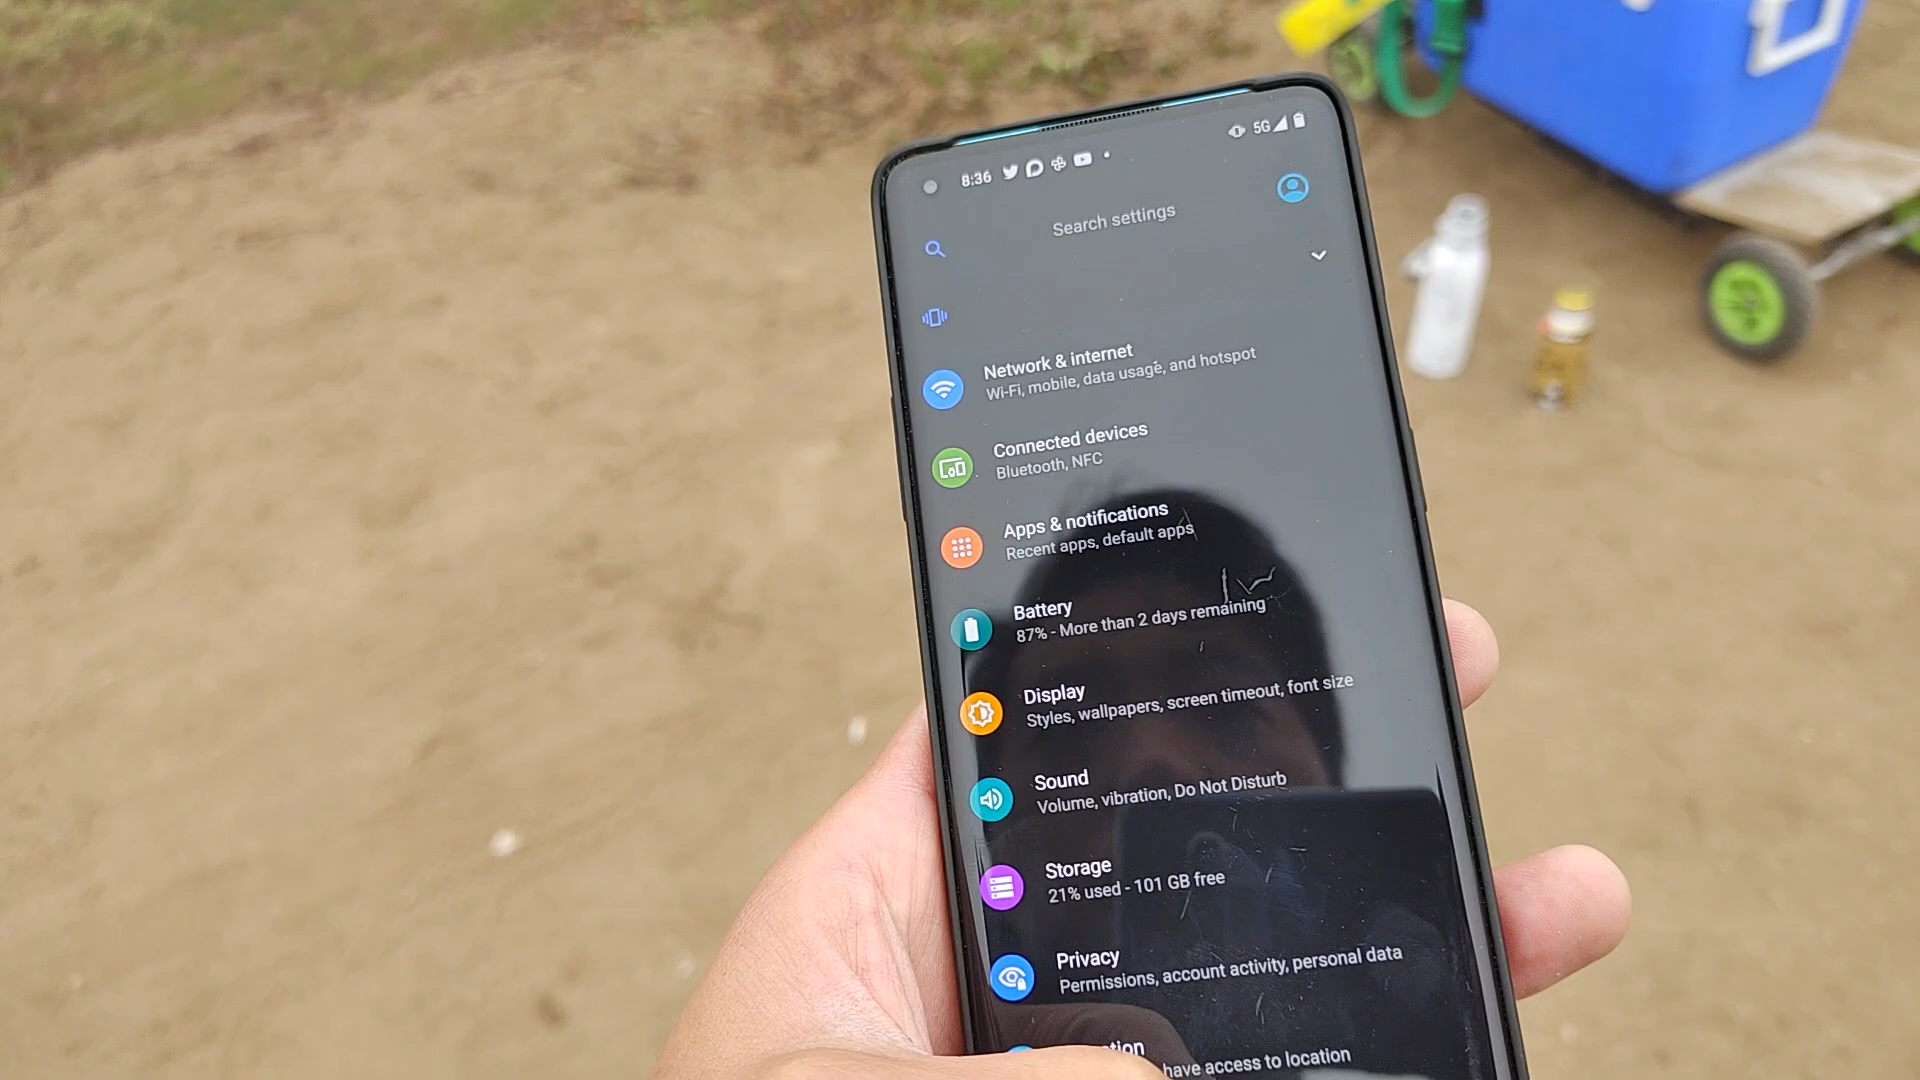 8:36
5G
Search settings
Network & internet
Wi-Fi, mobile, data usage, and hotspot
Connected devices
Bluetooth, NFC
Apps & notifications
Recent apps, default apps
Battery
87% - More than 2 days remaining
Display
Styles, wallpapers, screen timeout, font size
Sound
Volume, vibration, Do Not Disturb
Storage
21% used - 101 GB free
Privacy
Permissions, account activity, personal data
have access to location